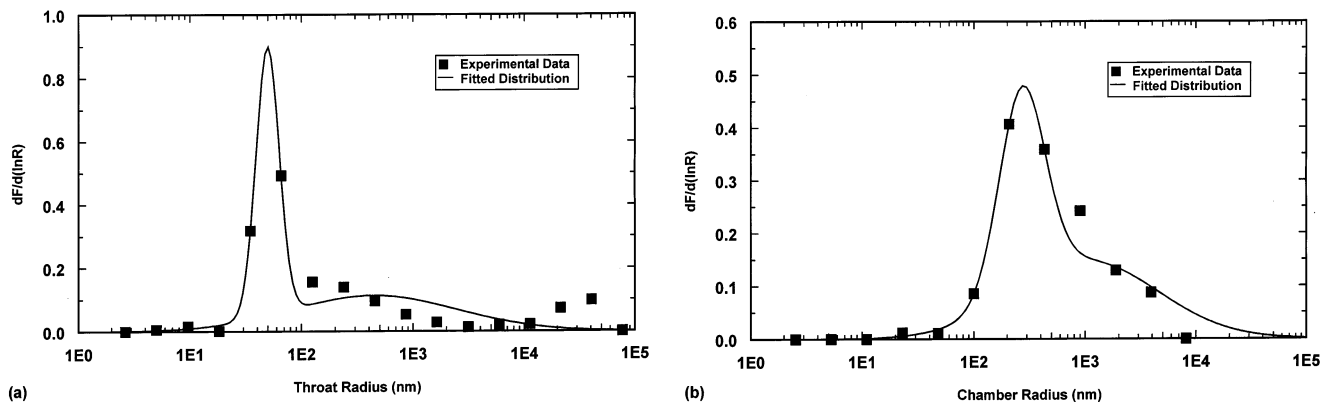 1.0
0.8
0.6
0.4
0.2
0.0
dF/d(lnR)
Experimental Data
Fitted Distribution
1E0 1E1 1E2 1E3 1E4 1E5
Throat Radius (nm)
(a)
0.6
0.5
0.4
0.3
0.2
0.1
0.0
dF/d(lnR)
Experimental Data
Fitted Distribution
1E0 1E1 1E2 1E3 1E4 1E5
Chamber Radius (nm)
(b)